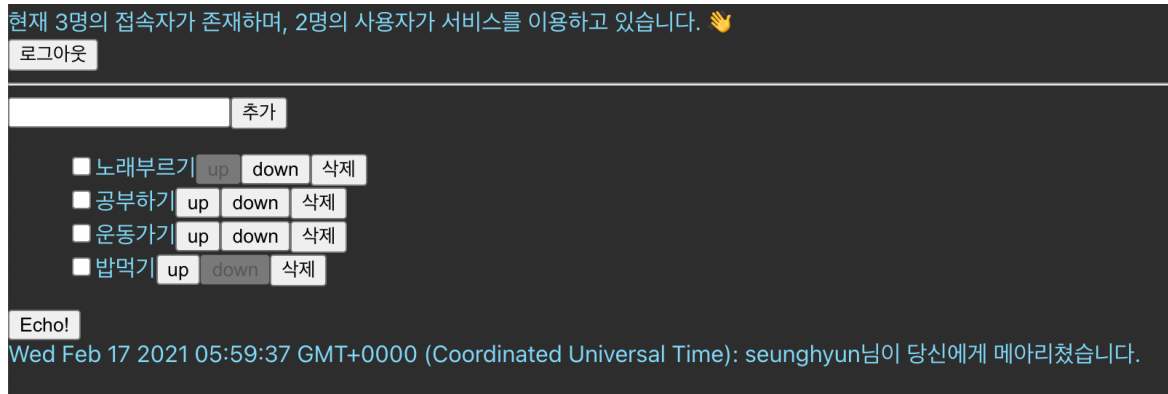 현재 3명의 접속자가 존재하며, 2명의 사용자가 서비스를 이용하고 있습니다. 👋
로그아웃
추가
노래부르기 up down 삭제
공부하기 up down 삭제
운동가기 up down 삭제
밥먹기 up down 삭제
Echo!
Wed Feb 17 2021 05:59:37 GMT+0000 (Coordinated Universal Time): seunghyun님이 당신에게 메아리쳤습니다.